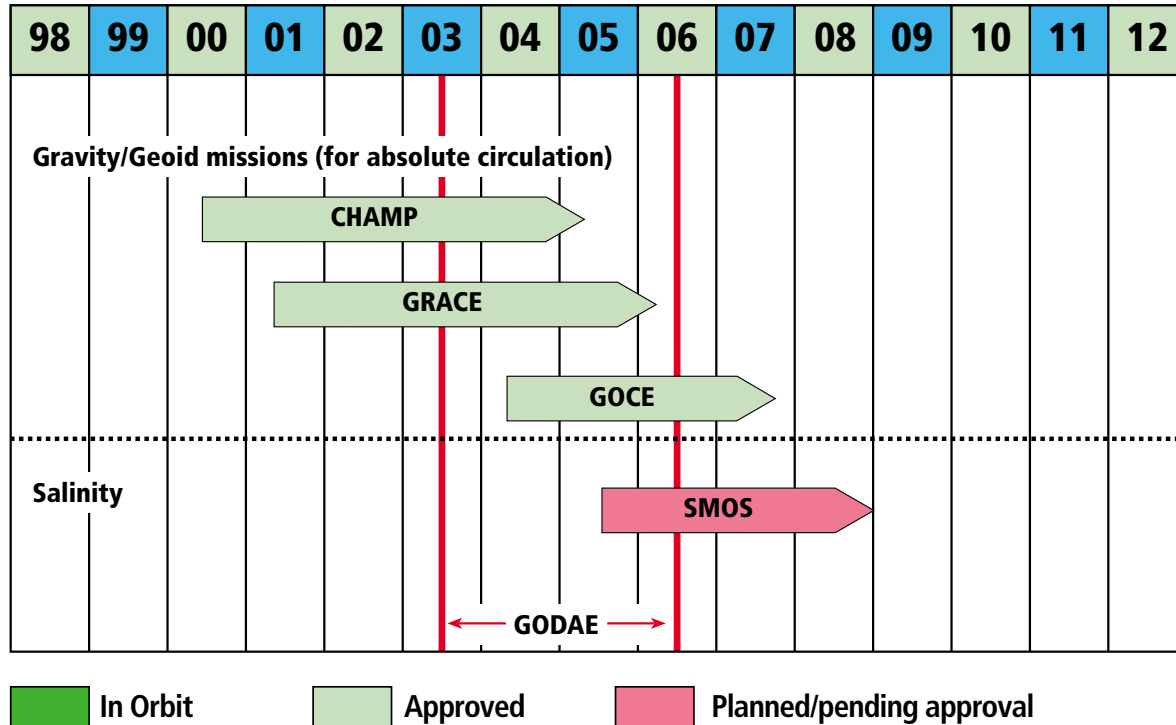 98 99 00 01 02 03 04 05 06 07 08 09 10 11 12
Gravity/Geoid missions (for absolute circulation)
CHAMP
GRACE
GOCE
Salinity
SMOS
GODAE
In Orbit Approved Planned/pending approval